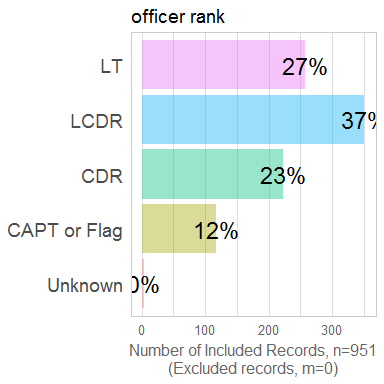 officer rank
LT 27%
LCDR 37%
CDR 23%
CAPT or Flag 12%
Unknown 0%
0 100 200 300
Number of Included Records, n=951
(Excluded records, m=0)